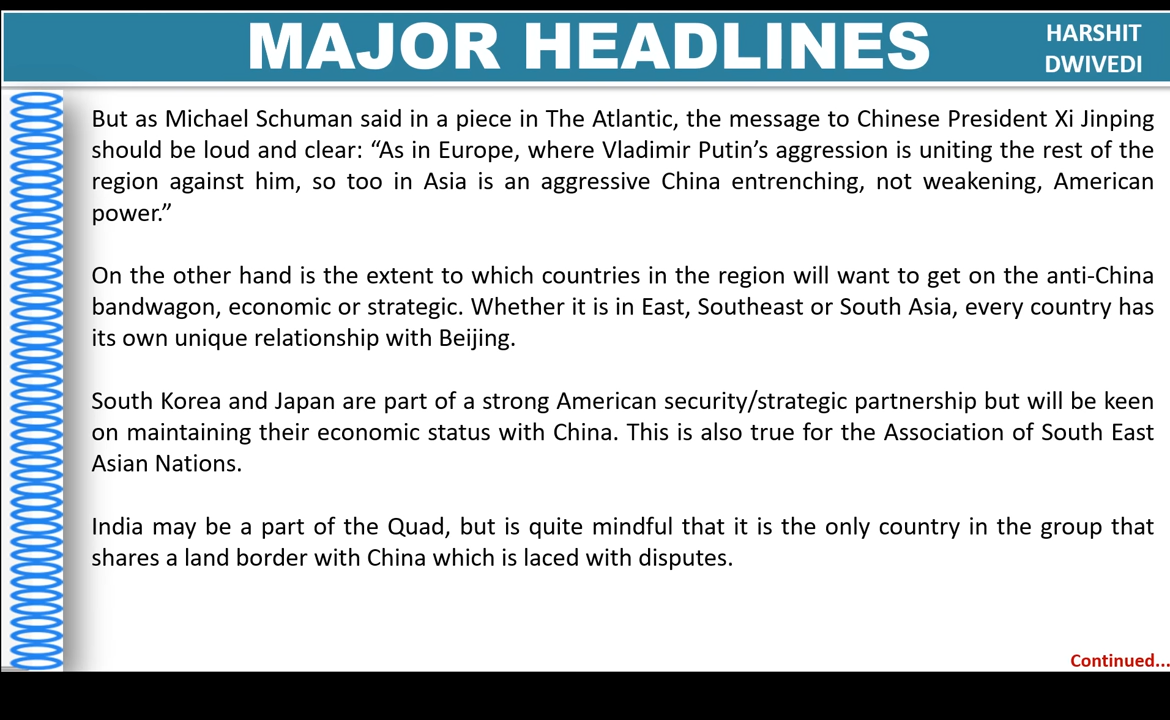 MAJOR HEADLINES
HARSHIT
DWIVEDI
But as Michael Schuman said in a piece in The Atlantic, the message to Chinese President Xi Jinping
should be loud and clear: “As in Europe, where Vladimir Putin’s aggression is uniting the rest of the
region against him, so too in Asia is an aggressive China entrenching, not weakening, American
power.”
On the other hand is the extent to which countries in the region will want to get on the anti-China
bandwagon, economic or strategic. Whether it is in East, Southeast or South Asia, every country has
its own unique relationship with Beijing.
South Korea and Japan are part of a strong American security/strategic partnership but will be keen
on maintaining their economic status with China. This is also true for the Association of South East
Asian Nations.
India may be a part of the Quad, but is quite mindful that it is the only country in the group that
shares a land border with China which is laced with disputes.
Continued...